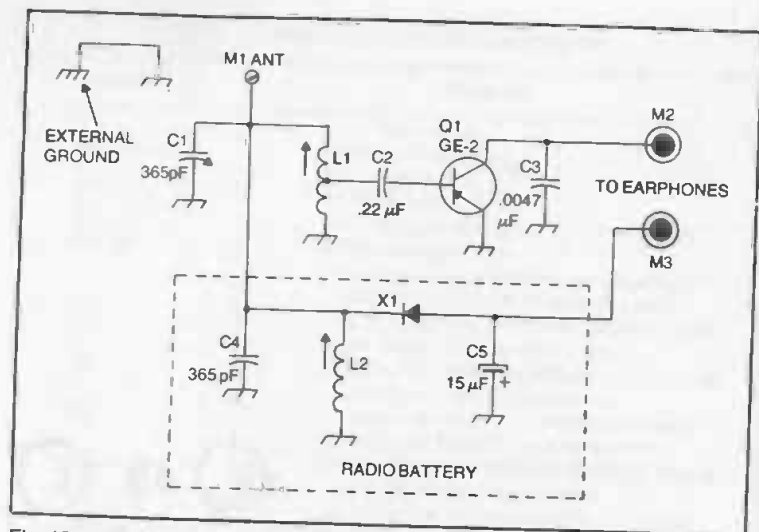 M1 ANT
EXTERNAL
GROUND
C1
365pF
L1
C2
.22 µF
Q1
GE-2
C3
.0047
µF
M2
TO EARPHONES
M3
X1
C4
365 pF
L2
C5
15 µF
+
RADIO BATTERY